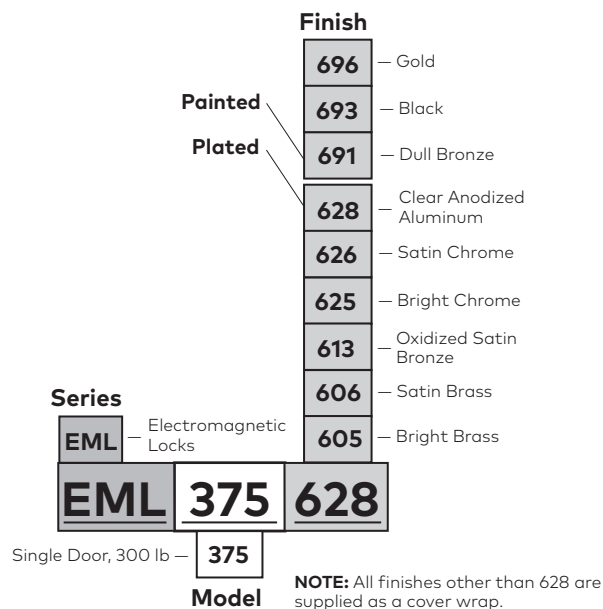 Finish
696 — Gold
Painted
693 — Black
Plated
691 — Dull Bronze
628 — Clear Anodized
Aluminum
626 — Satin Chrome
625 — Bright Chrome
613 — Oxidized Satin
Bronze
606 — Satin Brass
605 — Bright Brass
Series
EML — Electromagnetic
Locks
EML 375 628
Single Door, 300 lb — 375
Model
NOTE: All finishes other than 628 are
supplied as a cover wrap.